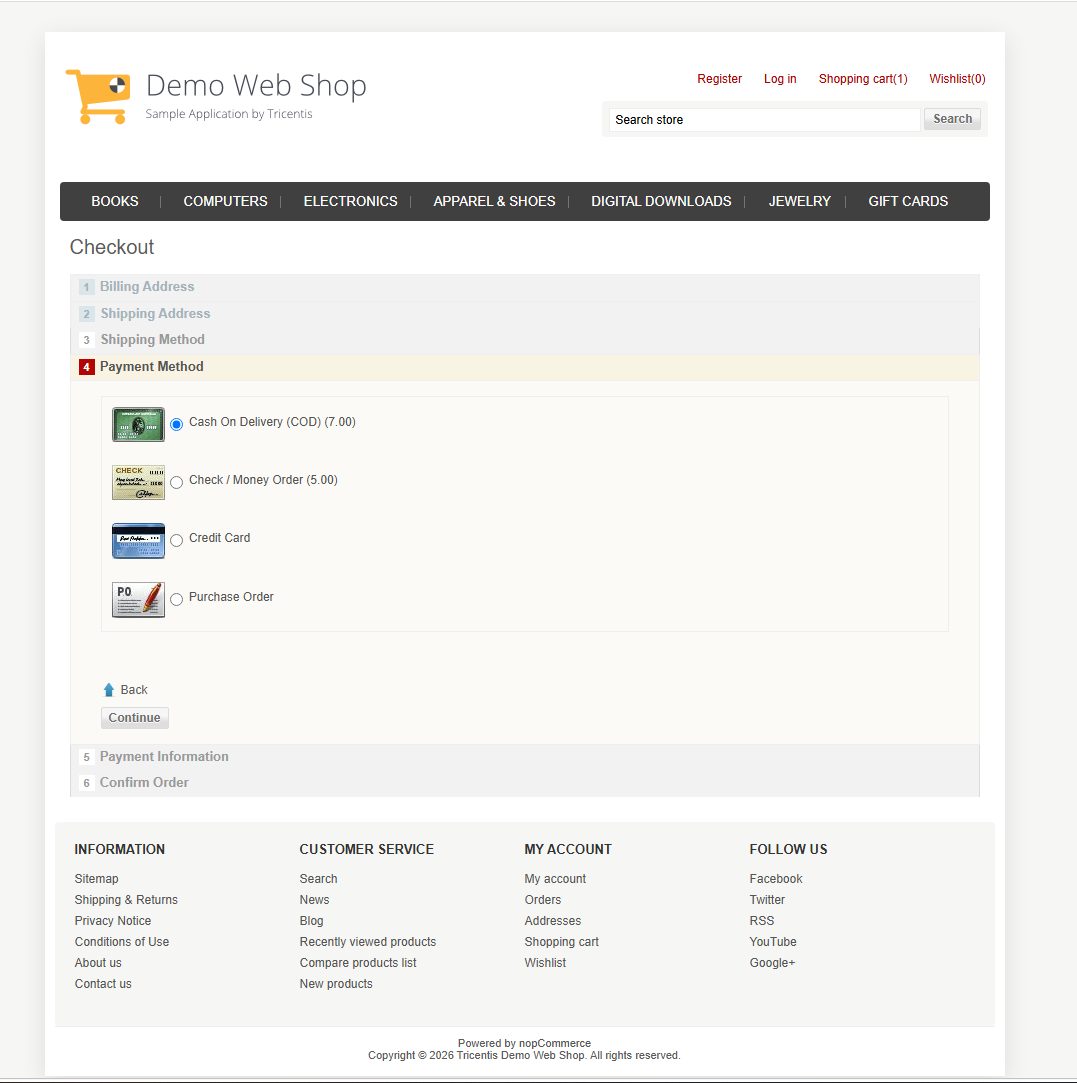 Demo Web Shop
Sample Application by Tricentis
Register Log in Shopping cart(1) Wishlist(0)
Search store Search
BOOKS COMPUTERS ELECTRONICS APPAREL & SHOES DIGITAL DOWNLOADS JEWELRY GIFT CARDS
Checkout
1 Billing Address
2 Shipping Address
3 Shipping Method
4 Payment Method
Cash On Delivery (COD) (7.00)
CHECK
Check / Money Order (5.00)
Credit Card
PO
Purchase Order
Back
Continue
5 Payment Information
6 Confirm Order
INFORMATION CUSTOMER SERVICE MY ACCOUNT FOLLOW US
Sitemap Search My account Facebook
Shipping & Returns News Orders Twitter
Privacy Notice Blog Addresses RSS
Conditions of Use Recently viewed products Shopping cart YouTube
About us Compare products list Wishlist Google+
Contact us New products
Powered by nopCommerce
Copyright © 2026 Tricentis Demo Web Shop. All rights reserved.